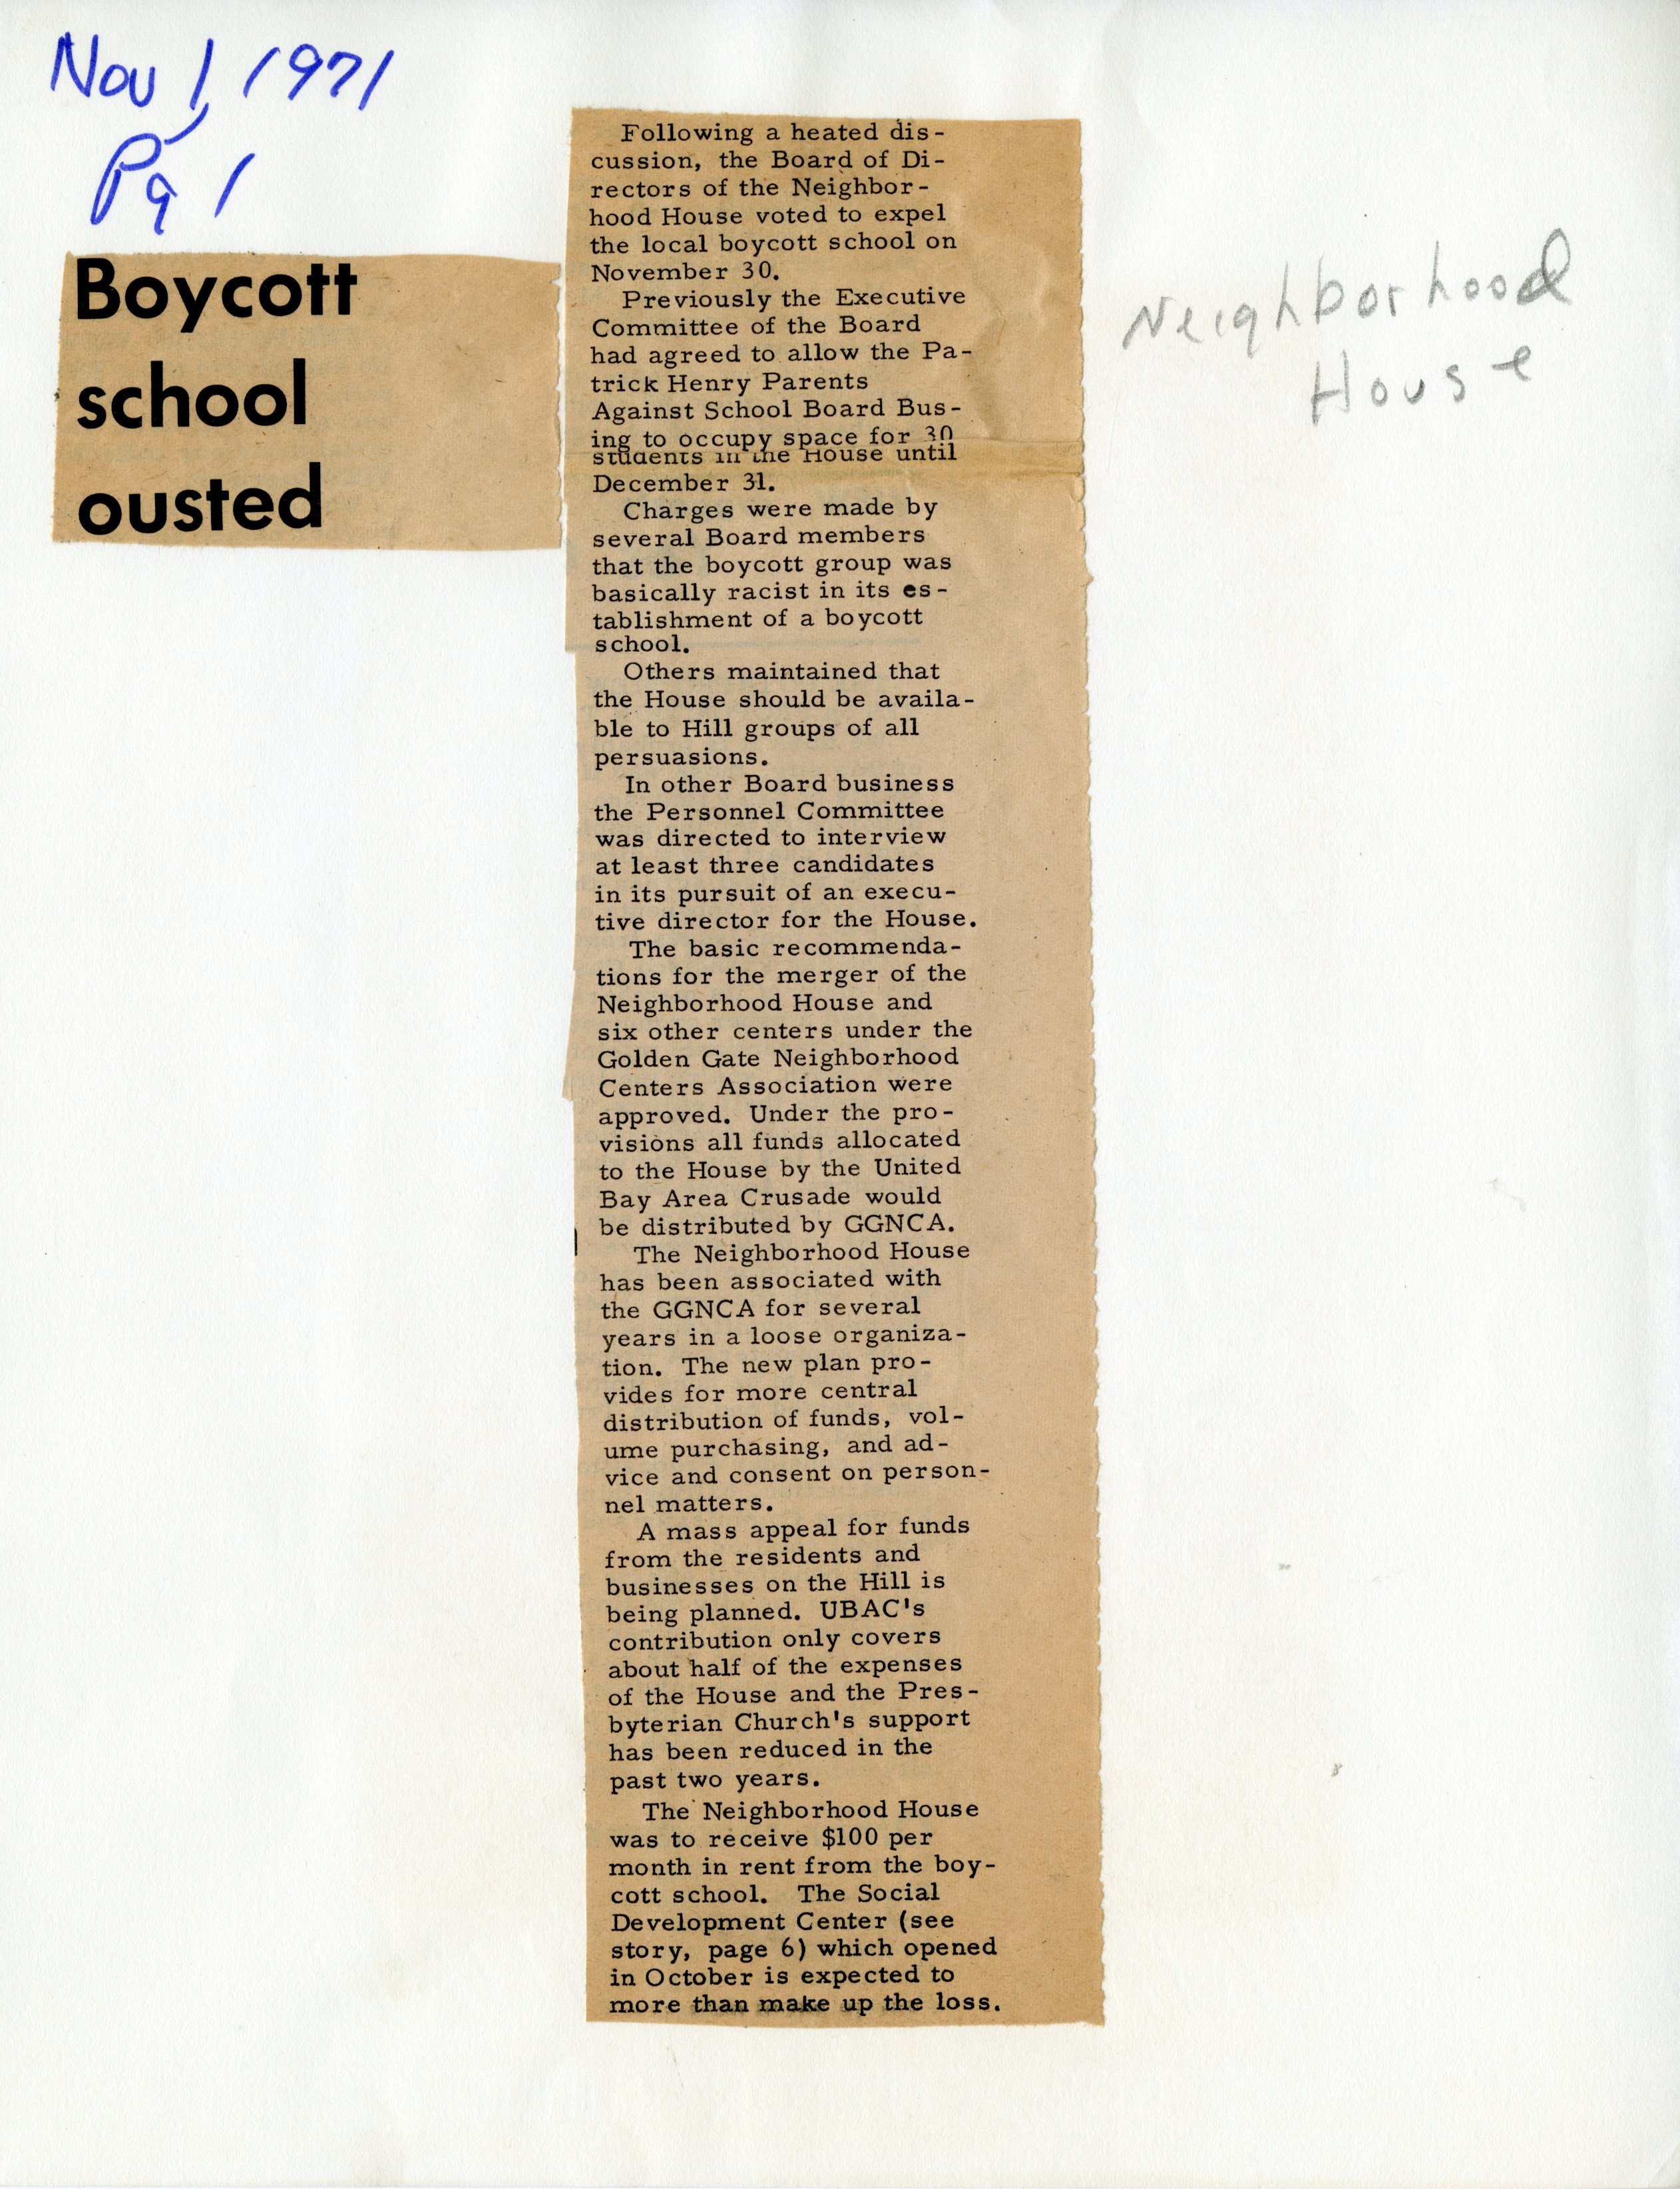 Nov 1, 1971
Pg 1
Boycott
school
ousted
Neighborhood
House
Following a heated dis-
cussion, the Board of Di-
rectors of the Neighbor-
hood House voted to expel
the local boycott school on
November 30.
Previously the Executive
Committee of the Board
had agreed to allow the Pa-
trick Henry Parents
Against School Board Bus-
ing to occupy space for 30
students in the House until
December 31.
Charges were made by
several Board members
that the boycott group was
basically racist in its es-
tablishment of a boycott
school.
Others maintained that
the House should be availa-
ble to Hill groups of all
persuasions.
In other Board business
the Personnel Committee
was directed to interview
at least three candidates
in its pursuit of an execu-
tive director for the House.
The basic recommenda-
tions for the merger of the
Neighborhood House and
six other centers under the
Golden Gate Neighborhood
Centers Association were
approved. Under the pro-
visions all funds allocated
to the House by the United
Bay Area Crusade would
be distributed by GGNCA.
The Neighborhood House
has been associated with
the GGNCA for several
years in a loose organiza-
tion. The new plan pro-
vides for more central
distribution of funds, vol-
ume purchasing, and ad-
vice and consent on person-
nel matters.
A mass appeal for funds
from the residents and
businesses on the Hill is
being planned. UBAC's
contribution only covers
about half of the expenses
of the House and the Pres-
byterian Church's support
has been reduced in the
past two years.
The Neighborhood House
was to receive $100 per
month in rent from the boy-
cott school. The Social
Development Center (see
story, page 6) which opened
in October is expected to
more than make up the loss.